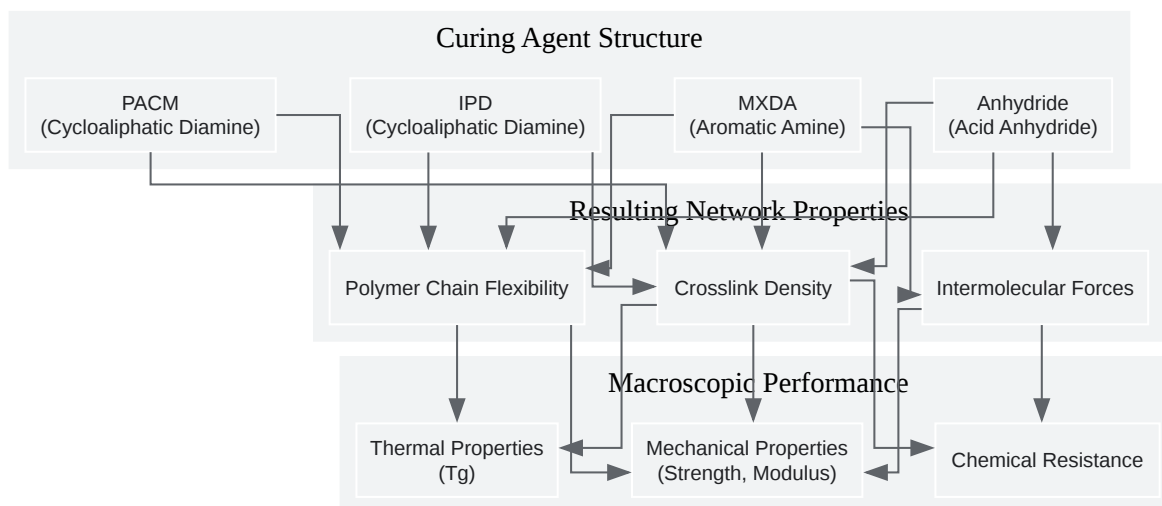 Curing Agent Structure
PACM
(Cycloaliphatic Diamine)
IPD
(Cycloaliphatic Diamine)
MXDA
(Aromatic Amine)
Anhydride
(Acid Anhydride)
Resulting Network Properties
Polymer Chain Flexibility
Crosslink Density
Intermolecular Forces
Macroscopic Performance
Thermal Properties
(Tg)
Mechanical Properties
(Strength, Modulus)
Chemical Resistance